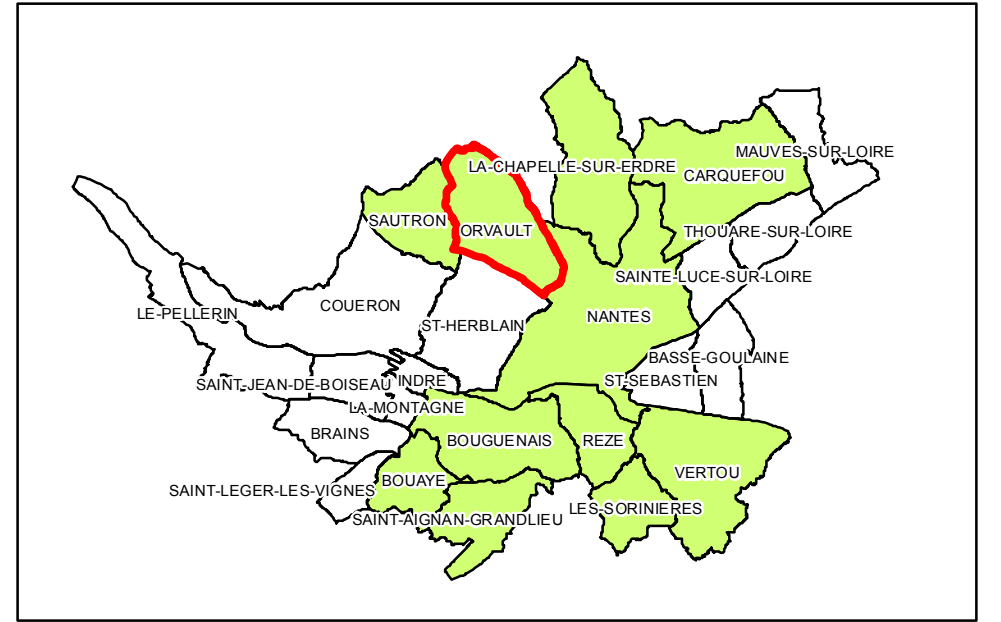 MAUVES-SUR-LOIRE
LA-CHAPELLE-SUR-ERDRE
CARQUEFOU
SAUTRON
ORVAULT
THOUARE-SUR-LOIRE
SAINTE-LUCE-SUR-LOIRE
COUERON
LE-PELLERIN
NANTES
ST-HERBLAIN
BASSE-GOULAINE
SAINT-JEAN-DE-BOISEAU
INDRE
ST-SEBASTIEN
LA-MONTAGNE
BRAINS
BOUGUENAIS
REZE
VERTOU
BOUAYE
SAINT-LEGER-LES-VIGNES
LES-SORINIERES
SAINT-AIGNAN-GRANDLIEU